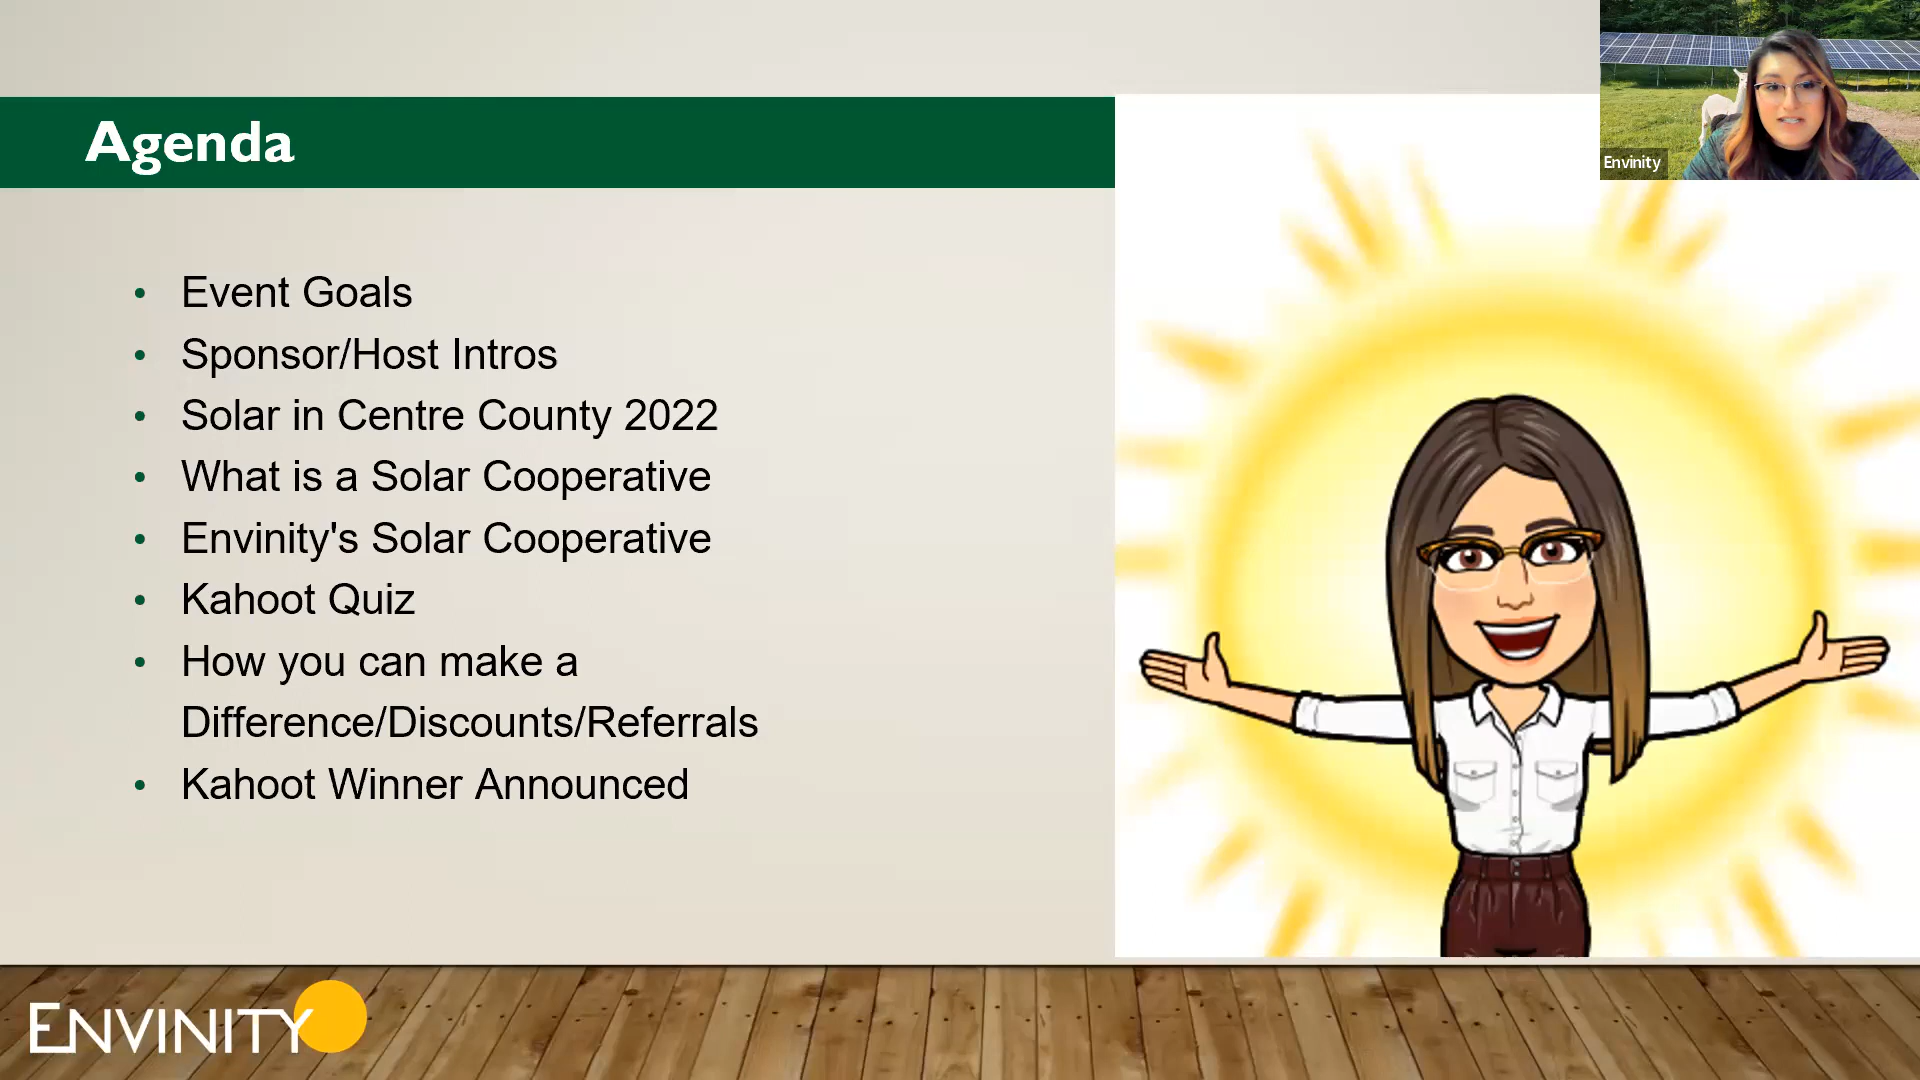 Agenda
Envinity
• Event Goals
• Sponsor/Host Intros
• Solar in Centre County 2022
• What is a Solar Cooperative
• Envinity's Solar Cooperative
• Kahoot Quiz
• How you can make a
Difference/Discounts/Referrals
• Kahoot Winner Announced
ENVINITY